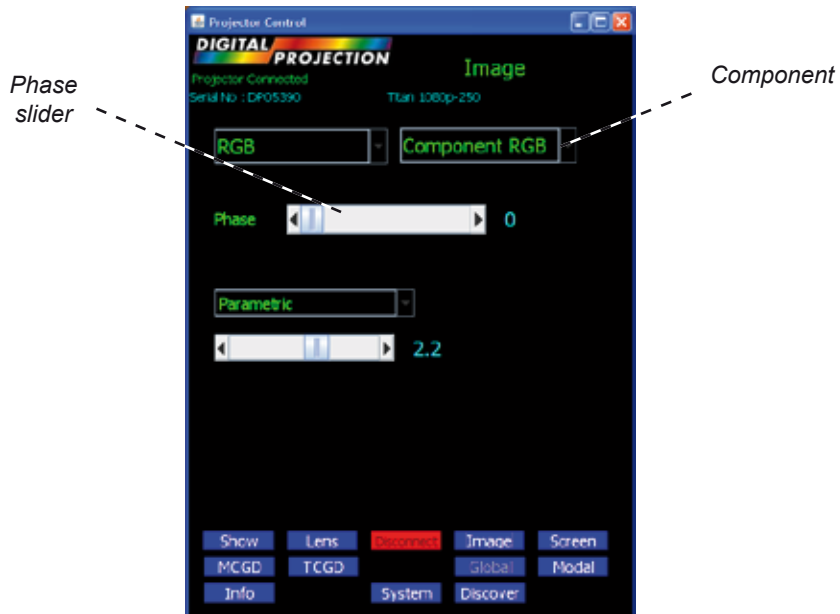 Projector Control
DIGITAL PROJECTION
Image
Projector Connected
Serial No : DP05390 Titan 1080p-250
Phase slider
Component
RGB Component RGB
Phase 0
Parametric
2.2
Show Lens Disconnect Image Screen
MCGD TCGD Global Modal
Info System Discover